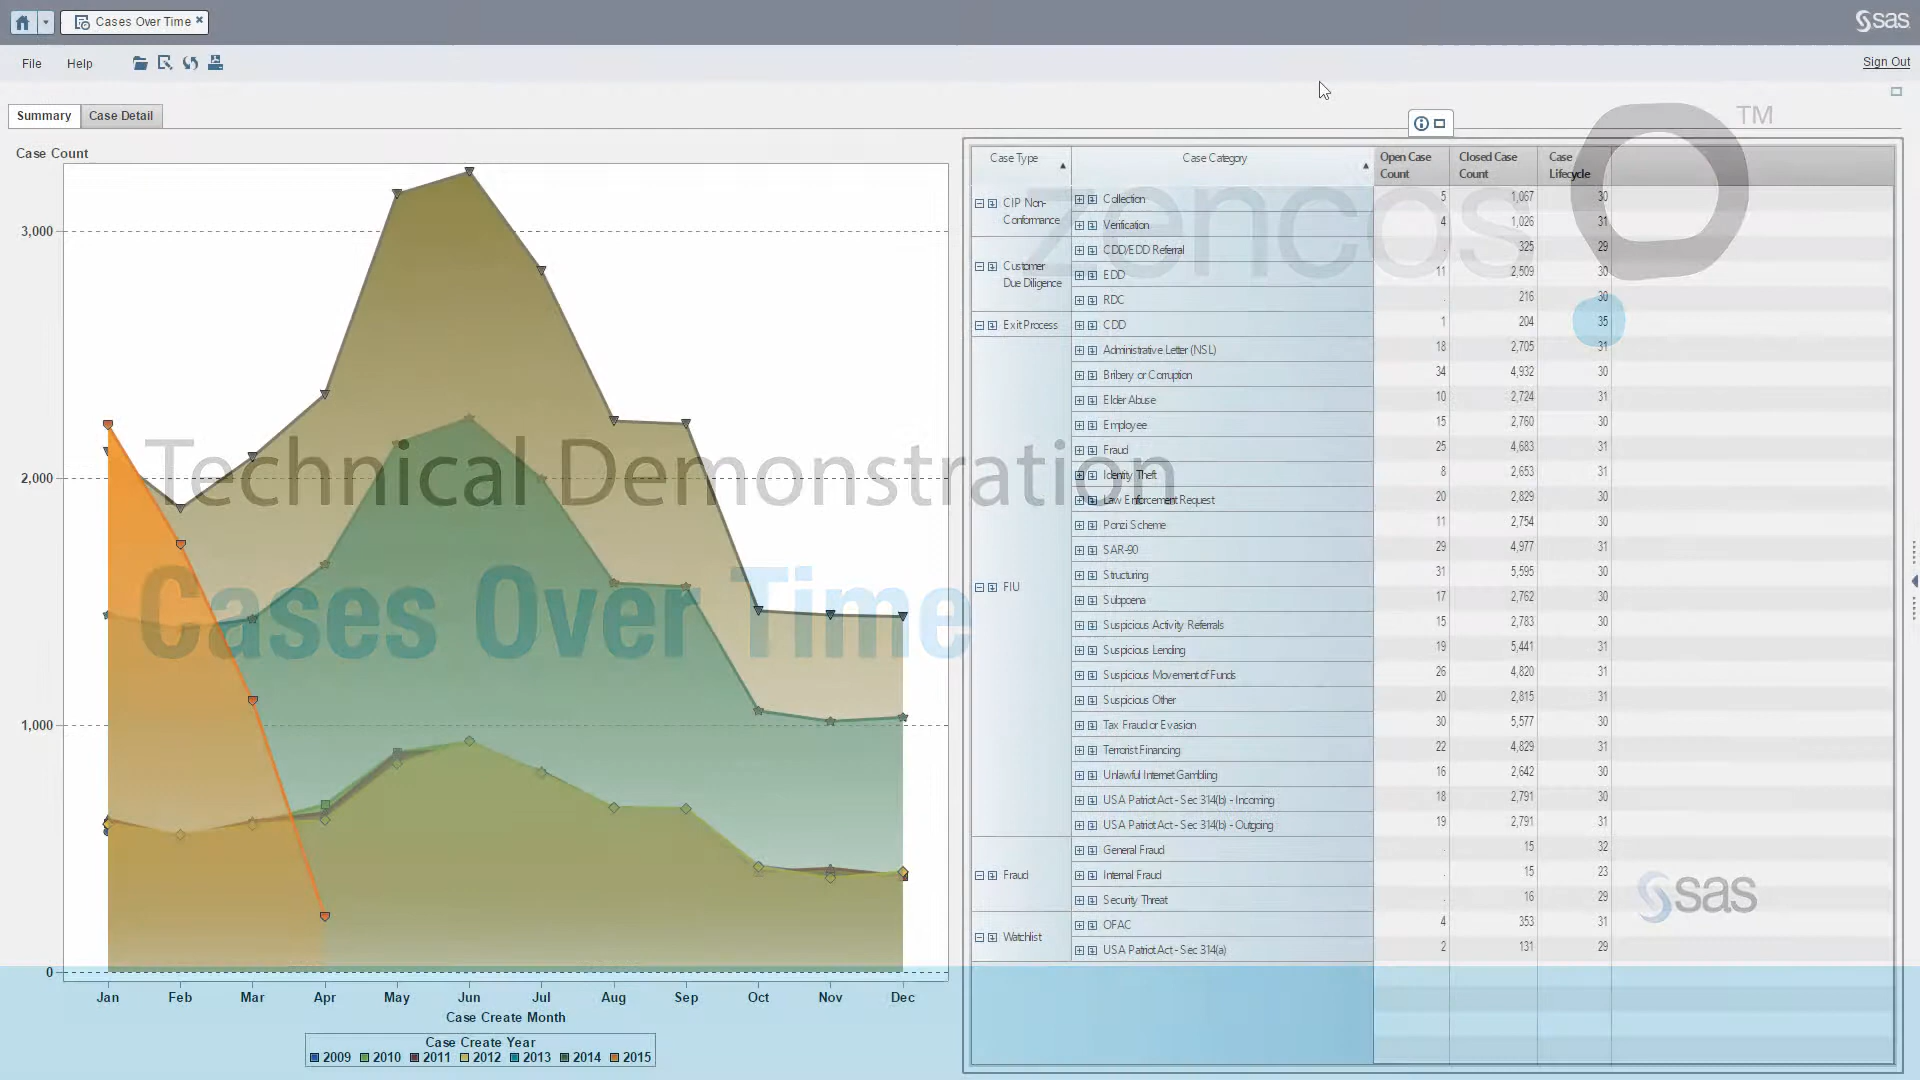 Cases Over Time
sas
File Help
Sign Out
Summary Case Detail
TM
zencos
Case Count
3,000
2,000
1,000
0
Jan Feb Mar Apr May Jun Jul Aug Sep Oct Nov Dec
Case Create Month
Case Create Year
2009 2010 2011 2012 2013 2014 2015
Technical Demonstration
Cases Over Time
Case Type Case Category Open Case Count Closed Case Count Case Lifecycle
CIP Non-Conformance Collection 5 1,067 30
Verification 4 1,026 31
Customer Due Diligence CDD/EDD Referral . 325 29
EDD 11 2,509 30
RDC . 216 30
Exit Process CDD 1 204 35
FIU Administrative Letter (NSL) 18 2,705 31
Bribery or Corruption 34 4,932 30
Elder Abuse 10 2,724 31
Employee 15 2,760 30
Fraud 25 4,683 31
Identity Theft 8 2,653 31
Law Enforcement Request 20 2,829 30
Ponzi Scheme 11 2,754 30
SAR-90 29 4,977 31
Structuring 31 5,595 30
Subpoena 17 2,762 30
Suspicious Activity Referrals 15 2,783 30
Suspicious Lending 19 5,441 31
Suspicious Movement of Funds 26 4,820 31
Suspicious Other 20 2,815 31
Tax Fraud or Evasion 30 5,577 30
Terrorist Financing 22 4,829 31
Unlawful Internet Gambling 16 2,642 30
USA Patriot Act - Sec 314(b) - Incoming 18 2,791 30
USA Patriot Act - Sec 314(b) - Outgoing 19 2,791 31
Fraud General Fraud . 15 32
Internal Fraud . 15 23
Security Threat . 16 29
Watchlist OFAC 4 353 31
USA Patriot Act - Sec 314(a) 2 131 29
sas